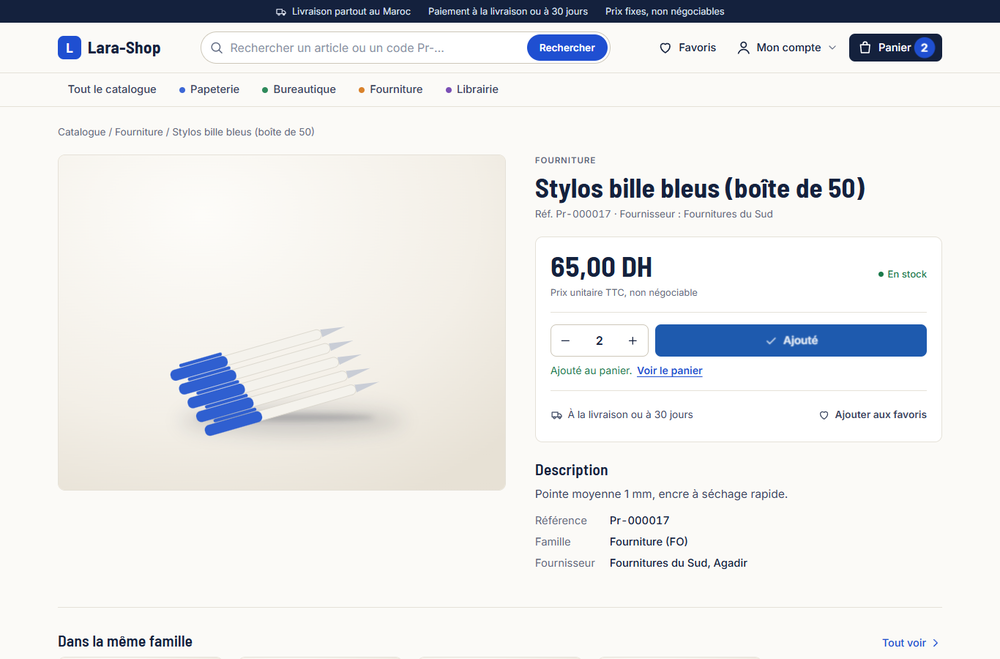 Livraison partout au Maroc Paiement à la livraison ou à 30 jours Prix fixes, non négociables
L Lara-Shop Rechercher un article ou un code Pr-... Rechercher Favoris Mon compte Panier 2
Tout le catalogue Papeterie Bureautique Fourniture Librairie
Catalogue / Fourniture / Stylos bille bleus (boîte de 50)
FOURNITURE
Stylos bille bleus (boîte de 50)
Réf. Pr-000017 · Fournisseur : Fournitures du Sud
65,00 DH
En stock
Prix unitaire TTC, non négociable
− 2 + Ajouté
Ajouté au panier. Voir le panier
À la livraison ou à 30 jours Ajouter aux favoris
Description
Pointe moyenne 1 mm, encre à séchage rapide.
Référence Pr-000017
Famille Fourniture (FO)
Fournisseur Fournitures du Sud, Agadir
Dans la même famille Tout voir